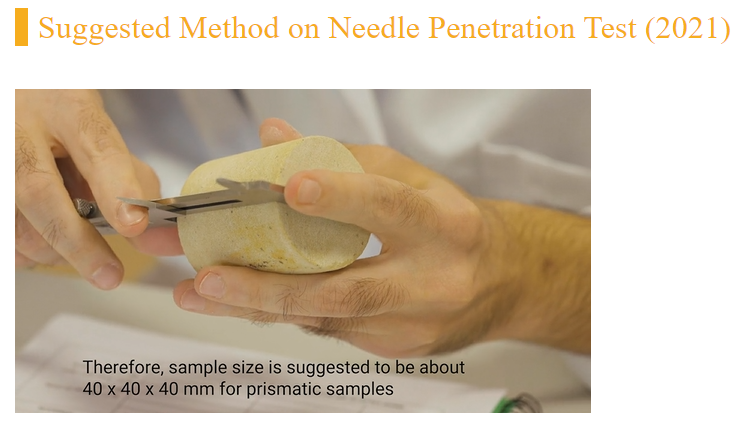 Suggested Method on Needle Penetration Test (2021)
Therefore, sample size is suggested to be about
40 x 40 x 40 mm for prismatic samples